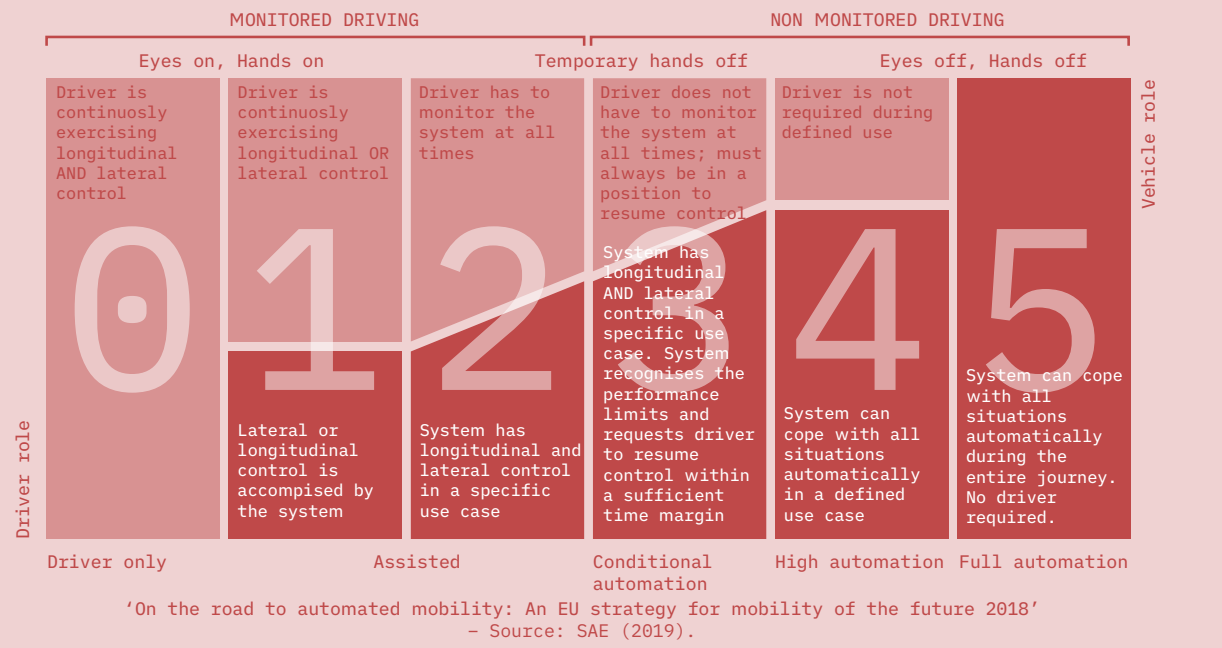 MONITORED DRIVING
NON MONITORED DRIVING
Eyes on, Hands on
Temporary hands off
Eyes off, Hands off
Driver is
continuosly
exercising
longitudinal
AND lateral
control
Driver is
continuosly
exercising
longitudinal OR
lateral control
Driver has to
monitor the
system at all
times
Driver does not
have to monitor
the system at
all times; must
always be in a
position to
resume control
Driver is not
required during
defined use
Vehicle role
Driver role
0
1
2
3
4
5
Lateral or
longitudinal
control is
accompised by
the system
System has
longitudinal and
lateral control
in a specific
use case
System has
longitudinal
AND lateral
control in a
specific use
case. System
recognises the
performance
limits and
requests driver
to resume
control within
a sufficient
time margin
System can
cope with all
situations
automatically
in a defined
use case
System can cope
with all
situations
automatically
during the
entire journey.
No driver
required.
Driver only
Assisted
Conditional
automation
High automation
Full automation
‘On the road to automated mobility: An EU strategy for mobility of the future 2018’
– Source: SAE (2019).